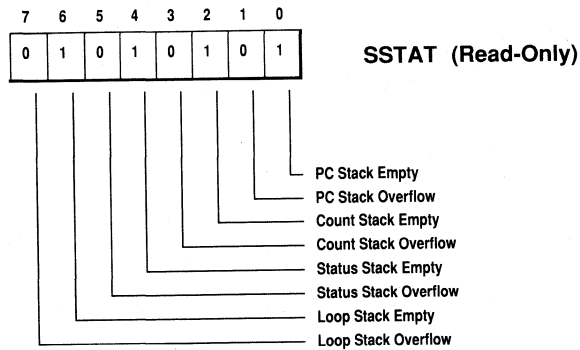 7 6 5 4 3 2 1 0
0 1 0 1 0 1 0 1
SSTAT (Read-Only)
PC Stack Empty
PC Stack Overflow
Count Stack Empty
Count Stack Overflow
Status Stack Empty
Status Stack Overflow
Loop Stack Empty
Loop Stack Overflow